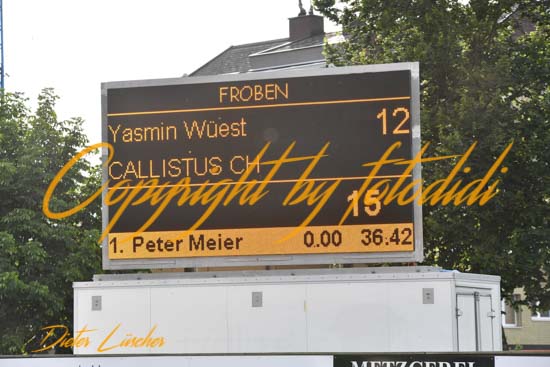 FROBEN
Yasmin Wüest 12
CALLISTUS CH
Copyright by fotodidi
15
1. Peter Meier 0.00 36.42
Dieter Lüscher
METZGEREI